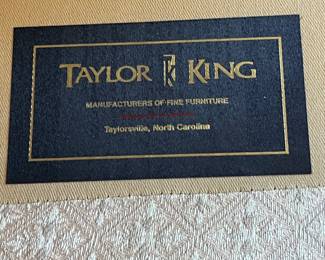 TAYLOR KING
MANUFACTURERS OF FINE FURNITURE
Taylorsville, North Carolina